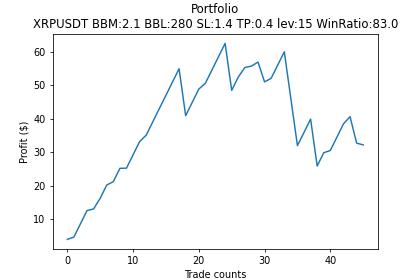 Portfolio
XRPUSDT BBM:2.1 BBL:280 SL:1.4 TP:0.4 lev:15 WinRatio:83.0
60
50
40
30
20
10
Profit ($)
0 10 20 30 40
Trade counts